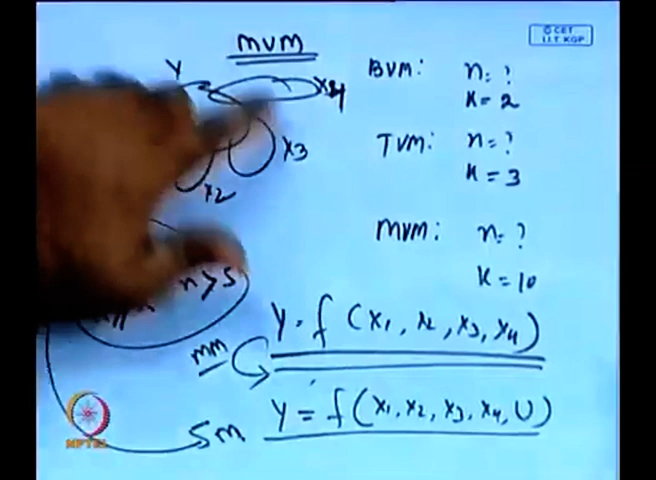 MVM
© CET
I.I.T. KGP
Y
X4
X3
X2
BVM: n = ?
K = 2
TVM: n = ?
K = 3
MVM: n = ?
K = 10
n > 5
Y = f (X1, X2, X3, X4)
MM
SM Y = f (X1, X2, X3, X4, U)
NPTEL